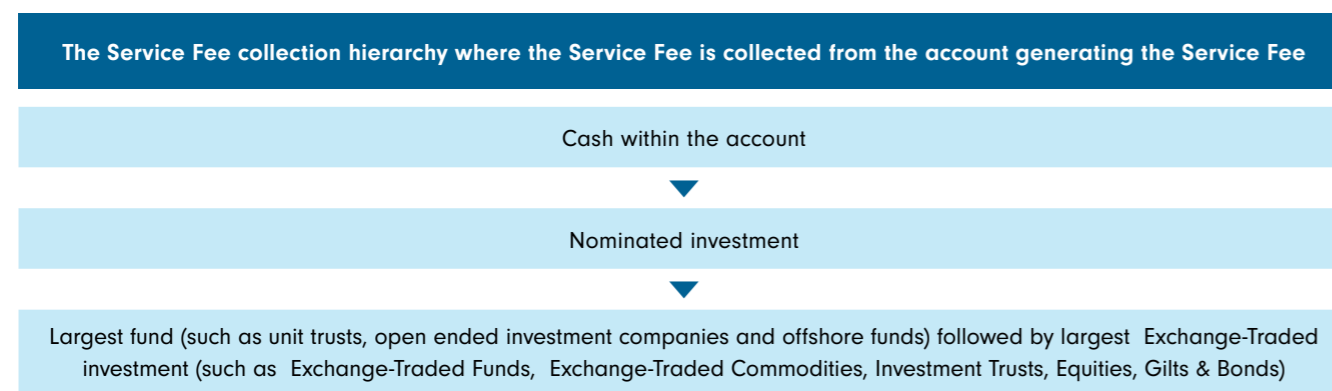 The Service Fee collection hierarchy where the Service Fee is collected from the account generating the Service Fee
Cash within the account
Nominated investment
Largest fund (such as unit trusts, open ended investment companies and offshore funds) followed by largest Exchange-Traded
investment (such as Exchange-Traded Funds, Exchange-Traded Commodities, Investment Trusts, Equities, Gilts & Bonds)